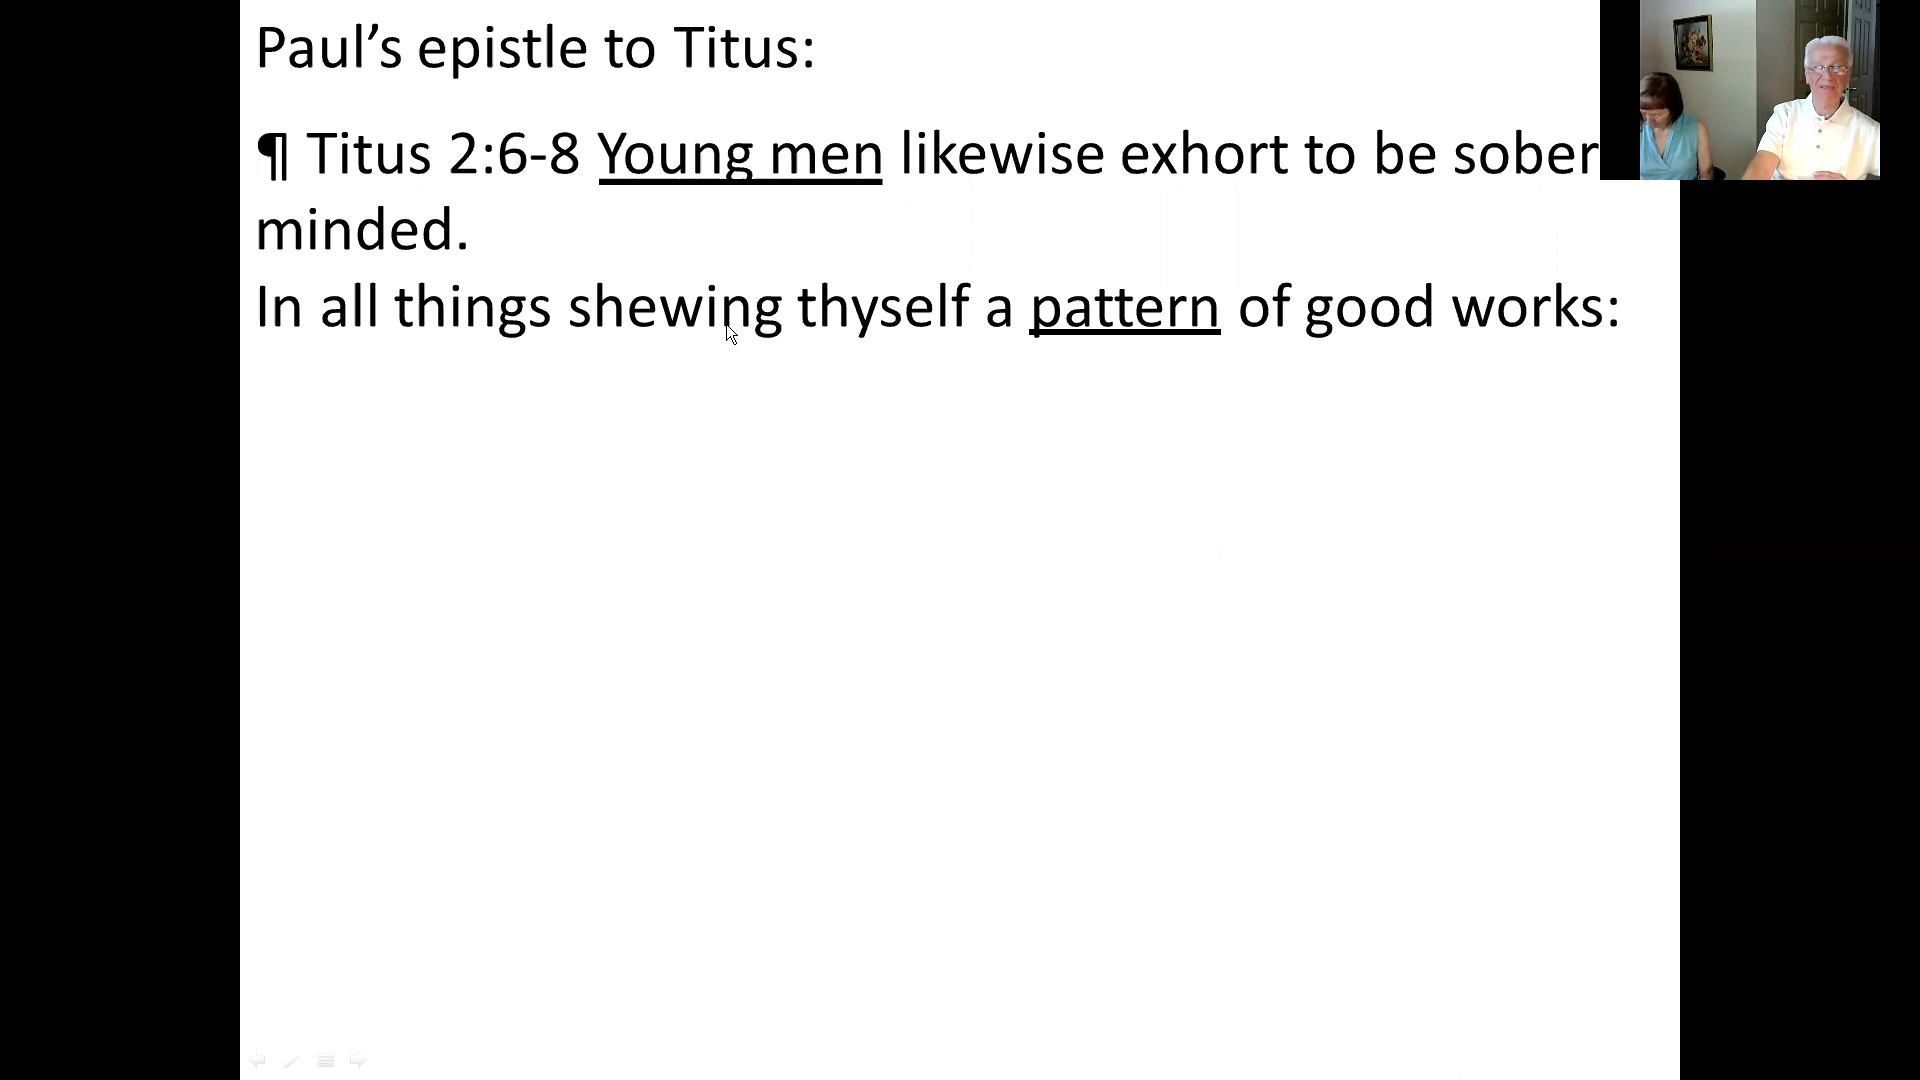 Paul’s epistle to Titus:
¶ Titus 2:6-8 Young men likewise exhort to be sober
minded.
In all things shewing thyself a pattern of good works: